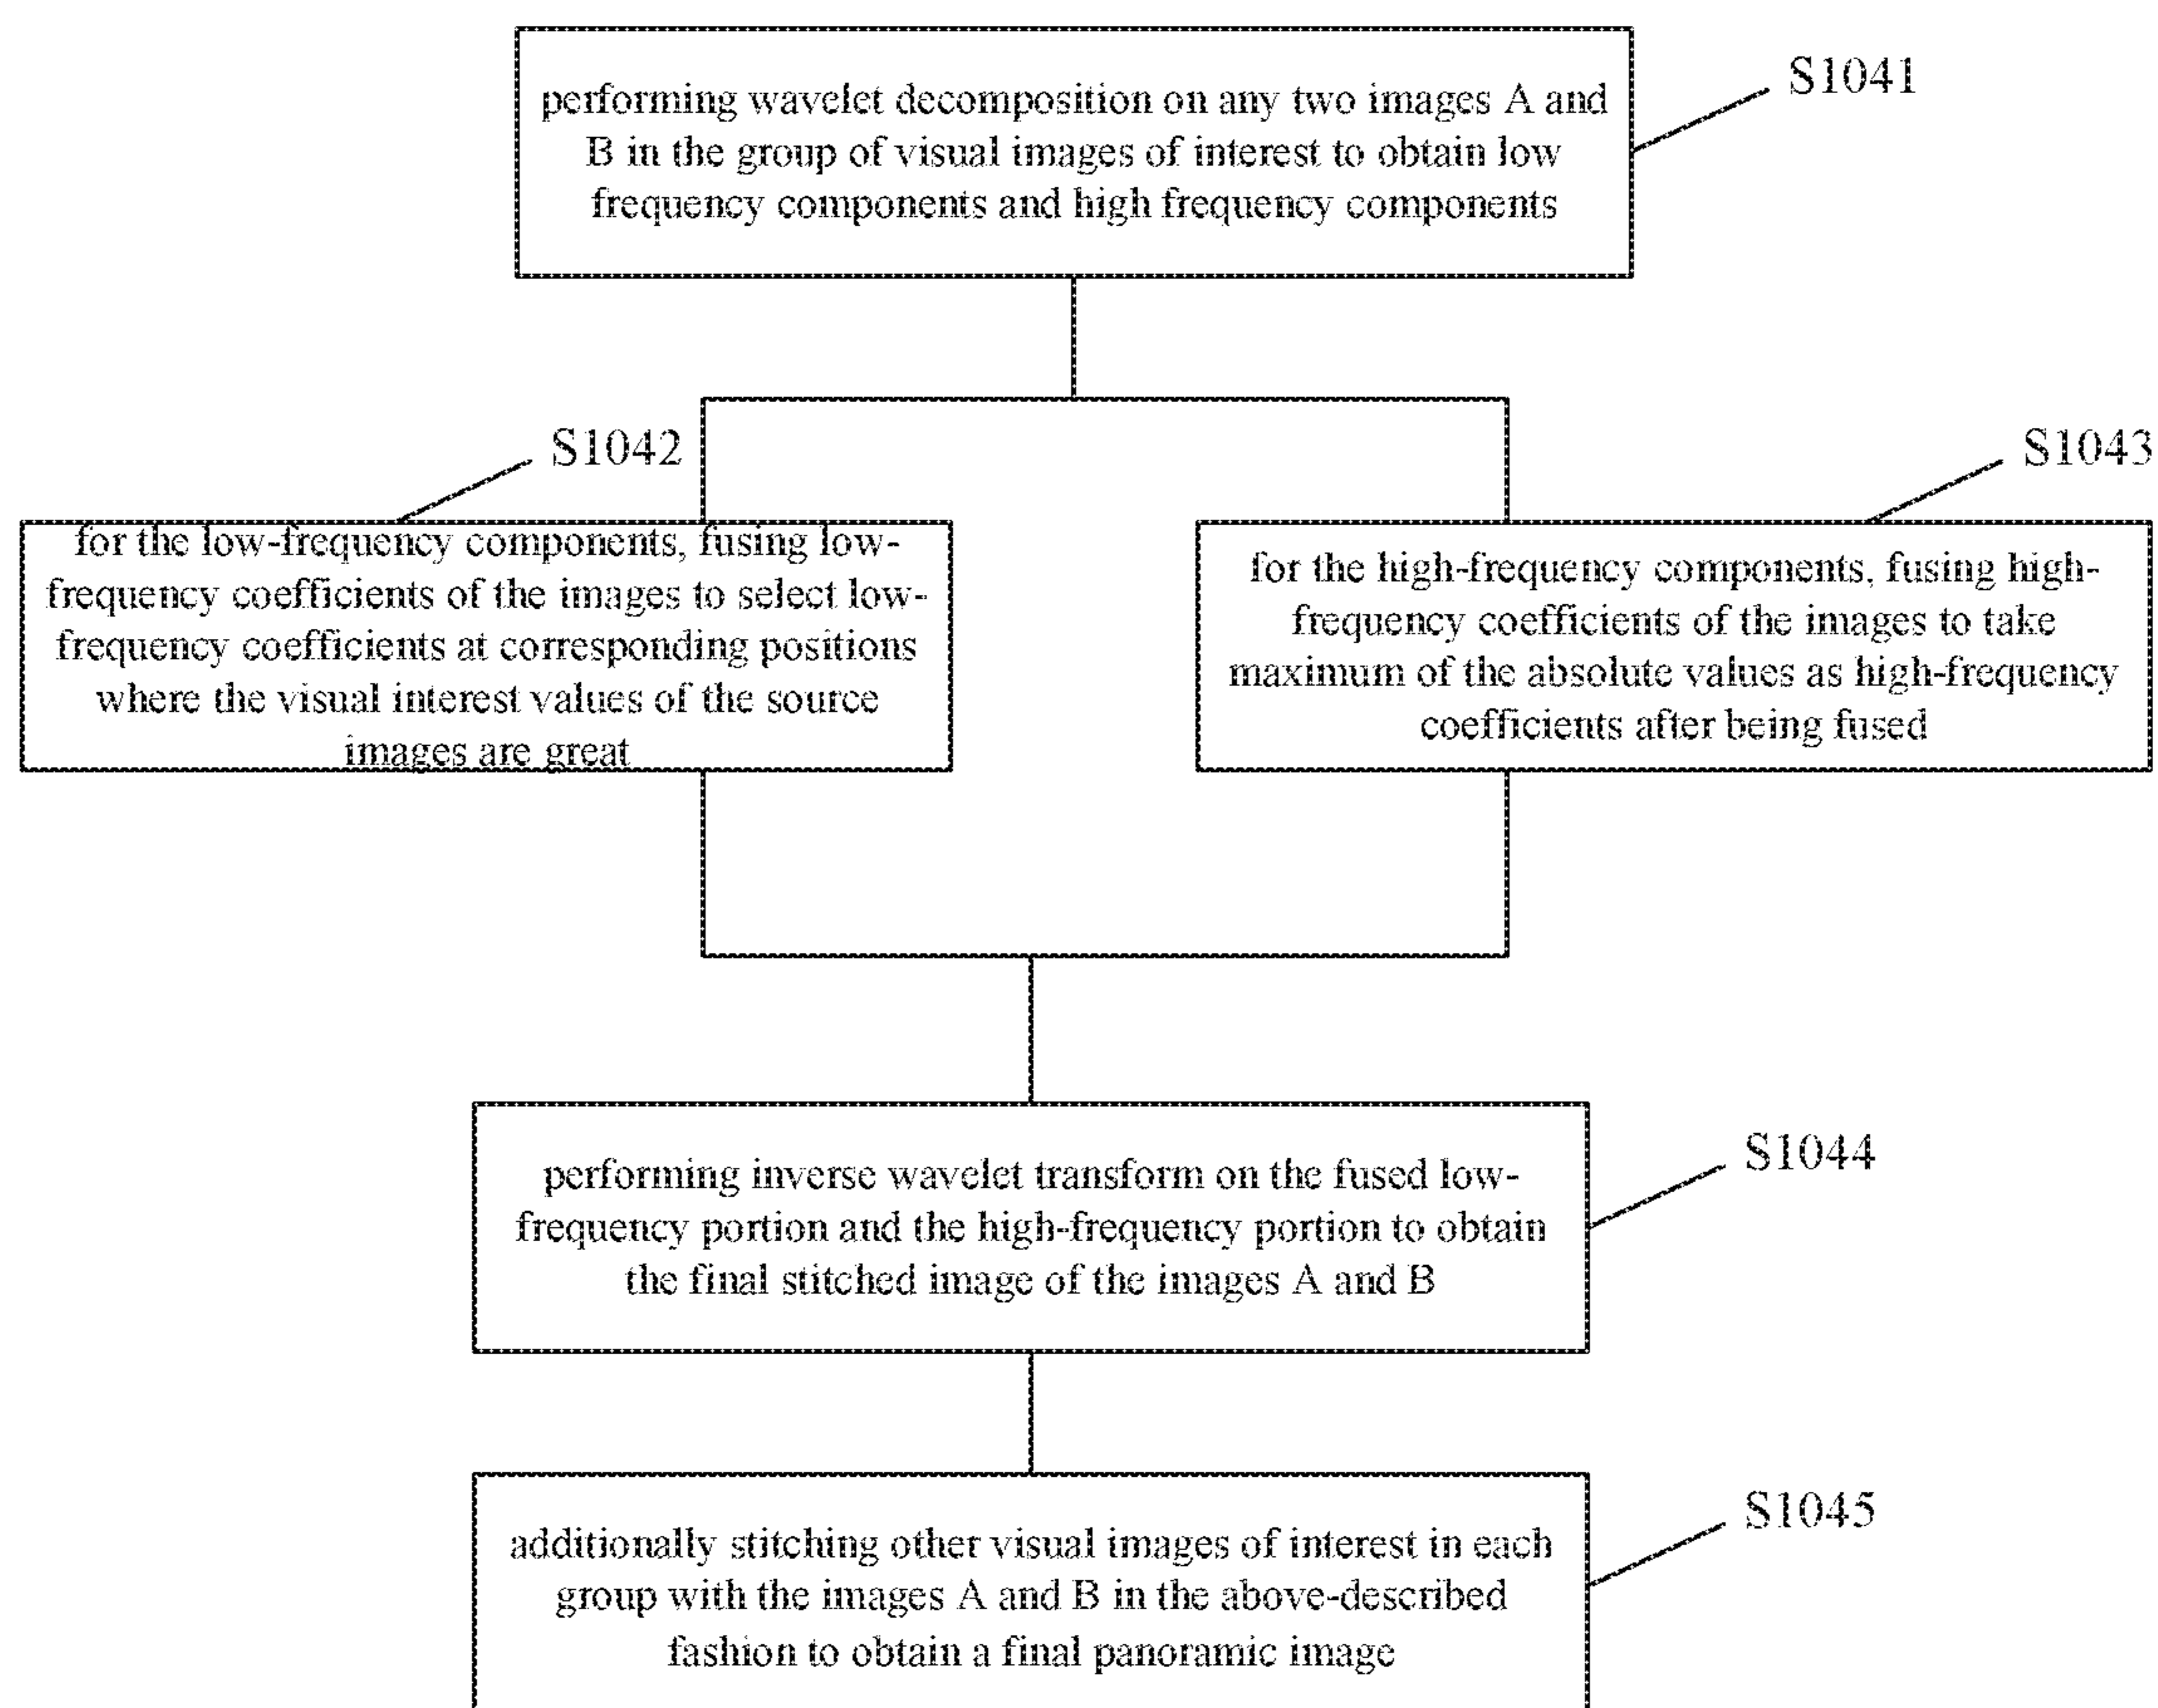 performing wavelet decomposition on any two images A and
B in the group of visual images of interest to obtain low
frequency components and high frequency components
S1041
S1042
for the low-frequency components, fusing low-
frequency coefficients of the images to select low-
frequency coefficients at corresponding positions
where the visual interest values of the source
images are great
S1043
for the high-frequency components, fusing high-
frequency coefficients of the images to take
maximum of the absolute values as high-frequency
coefficients after being fused
performing inverse wavelet transform on the fused low-
frequency portion and the high-frequency portion to obtain
the final stitched image of the images A and B
S1044
additionally stitching other visual images of interest in each
group with the images A and B in the above-described
fashion to obtain a final panoramic image
S1045